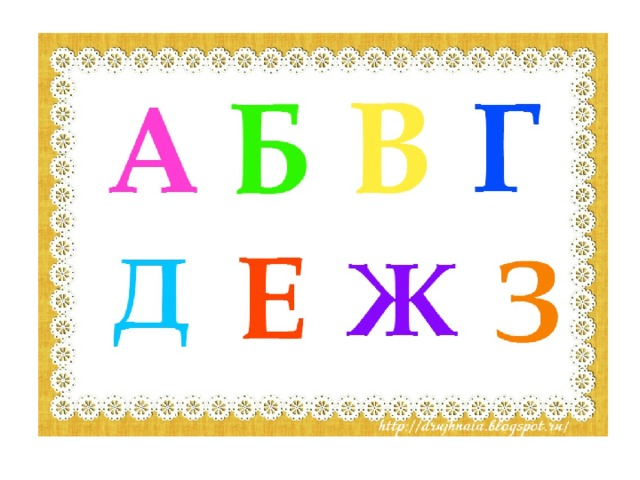 А Б В Г
Д Е Ж З
http://drujhnaia.blogspot.ru/